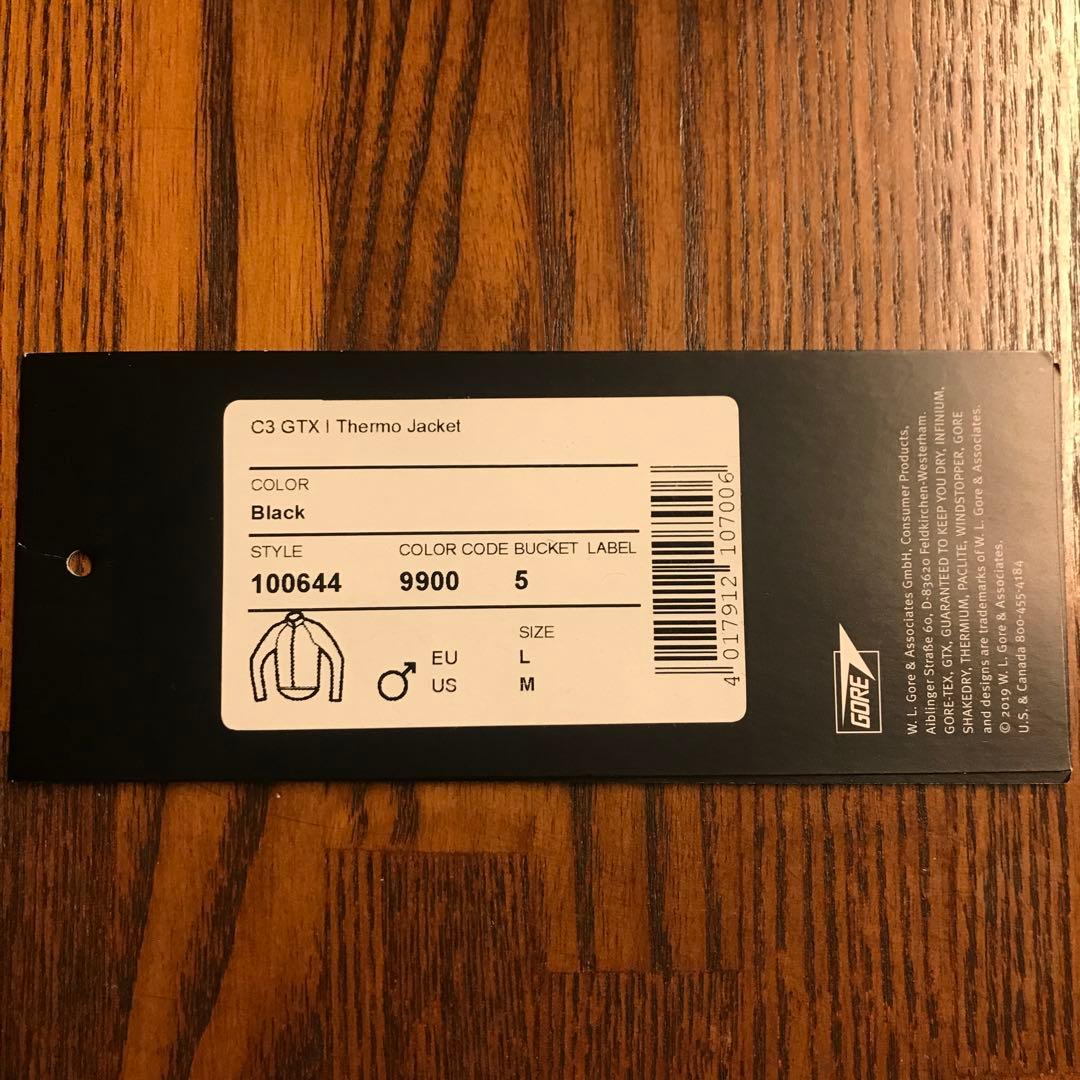 C3 GTX I Thermo Jacket
COLOR
Black
STYLE COLOR CODE BUCKET LABEL
100644 9900 5
SIZE
EU L
US M
4 017912 107006
GORE
W. L. Gore & Associates GmbH, Consumer Products,
Aiblinger Straße 60, D-83620 Feldkirchen-Westerham.
GORE-TEX, GTX, GUARANTEED TO KEEP YOU DRY, INFINIUM,
SHAKEDRY, THERMIUM, PACLITE, WINDSTOPPER, GORE
and designs are trademarks of W. L. Gore & Associates.
© 2019 W. L. Gore & Associates.
U.S. & Canada 800-455-4184